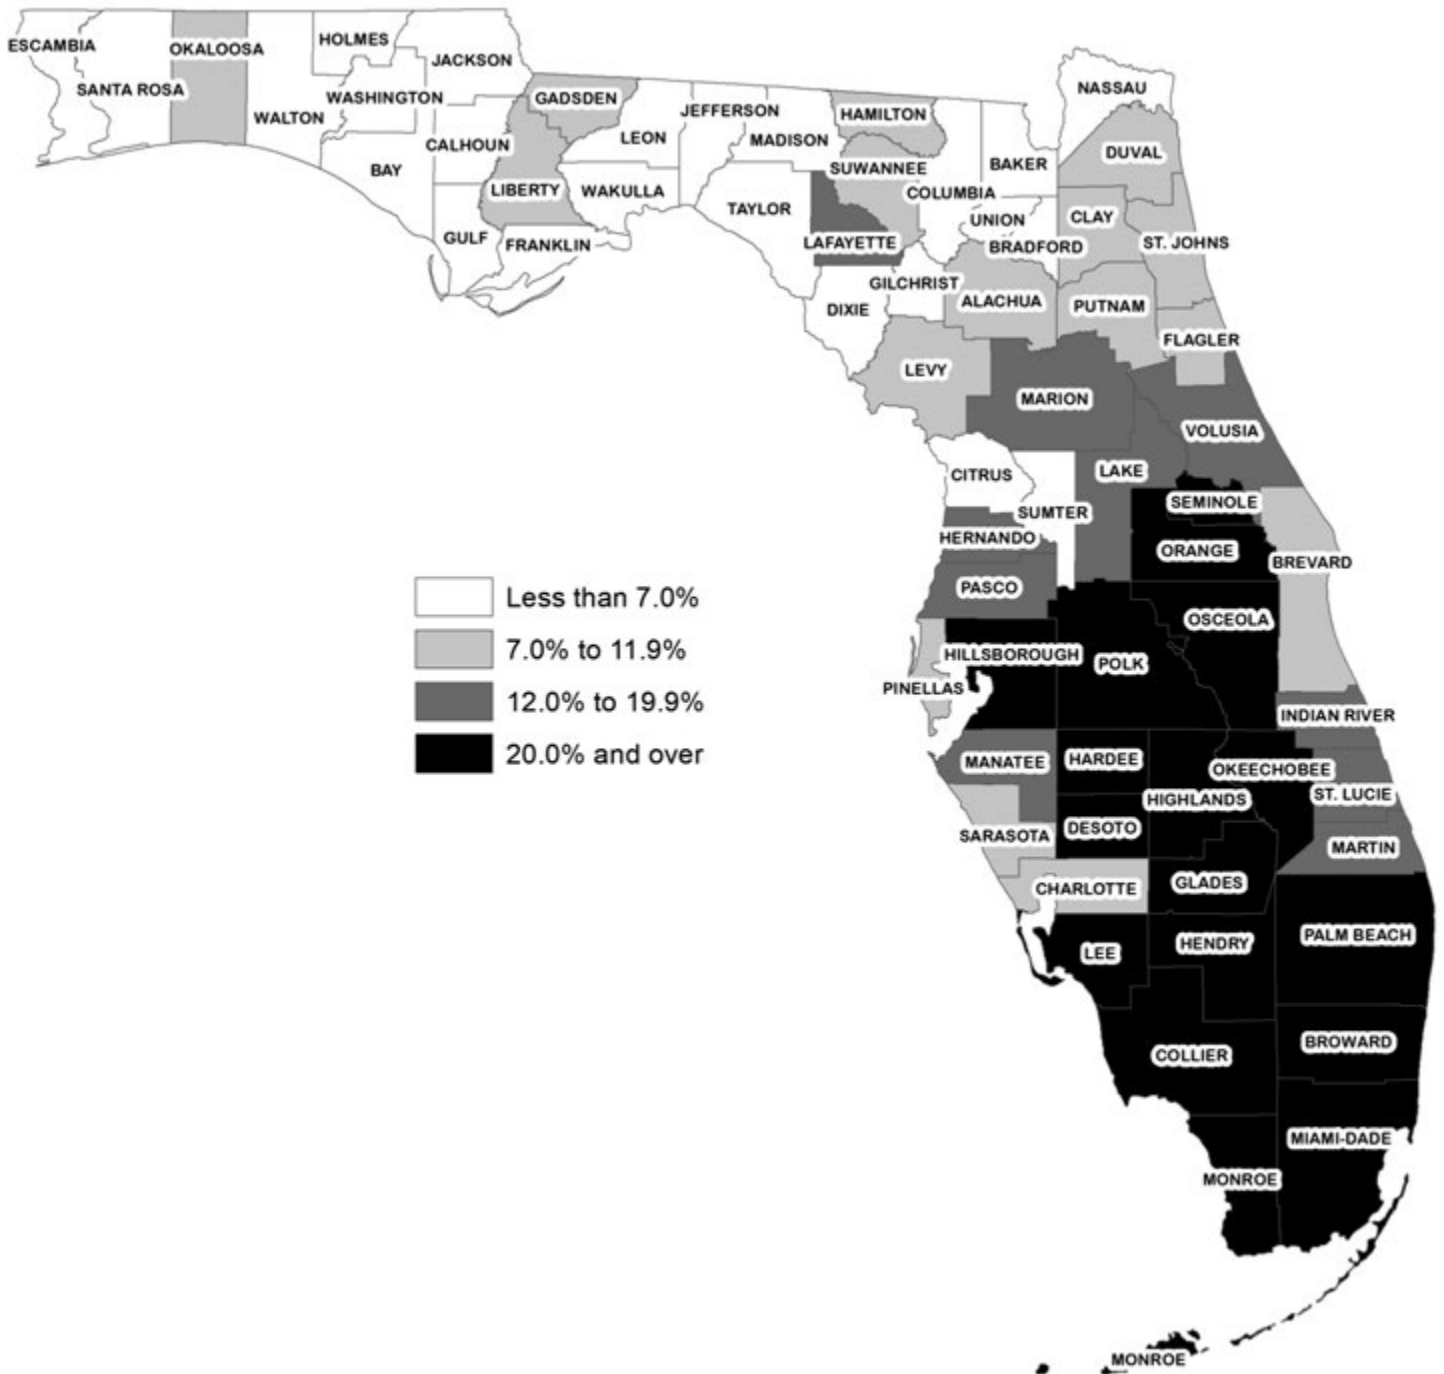 ESCAMBIA
SANTA ROSA
OKALOOSA
WALTON
HOLMES
WASHINGTON
JACKSON
BAY
CALHOUN
GULF
GADSDEN
LIBERTY
FRANKLIN
LEON
WAKULLA
JEFFERSON
MADISON
TAYLOR
HAMILTON
SUWANNEE
LAFAYETTE
COLUMBIA
BAKER
UNION
BRADFORD
NASSAU
DUVAL
CLAY
ST. JOHNS
GILCHRIST
DIXIE
ALACHUA
PUTNAM
FLAGLER
LEVY
MARION
VOLUSIA
CITRUS
LAKE
SUMTER
SEMINOLE
HERNANDO
ORANGE
BREVARD
PASCO
OSCEOLA
HILLSBOROUGH
POLK
PINELLAS
INDIAN RIVER
MANATEE
HARDEE
OKEECHOBEE
HIGHLANDS
ST. LUCIE
SARASOTA
DESOTO
MARTIN
CHARLOTTE
GLADES
LEE
HENDRY
PALM BEACH
COLLIER
BROWARD
MIAMI-DADE
MONROE
MONROE
Less than 7.0%
7.0% to 11.9%
12.0% to 19.9%
20.0% and over